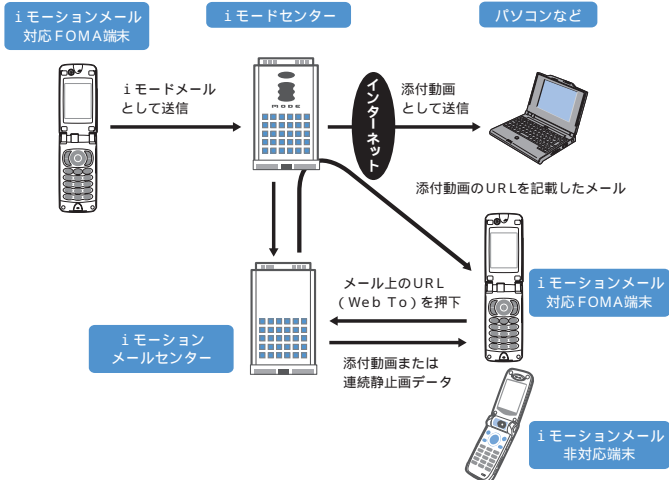 iモーションメール
対応FOMA端末
iモードセンター
パソコンなど
iモードメール
として送信
MODE
インターネット
添付動画
として送信
添付動画のURLを記載したメール
メール上のURL
(Web To)を押下
iモーションメール
対応FOMA端末
iモーション
メールセンター
添付動画または
連続静止画データ
iモーションメール
非対応端末